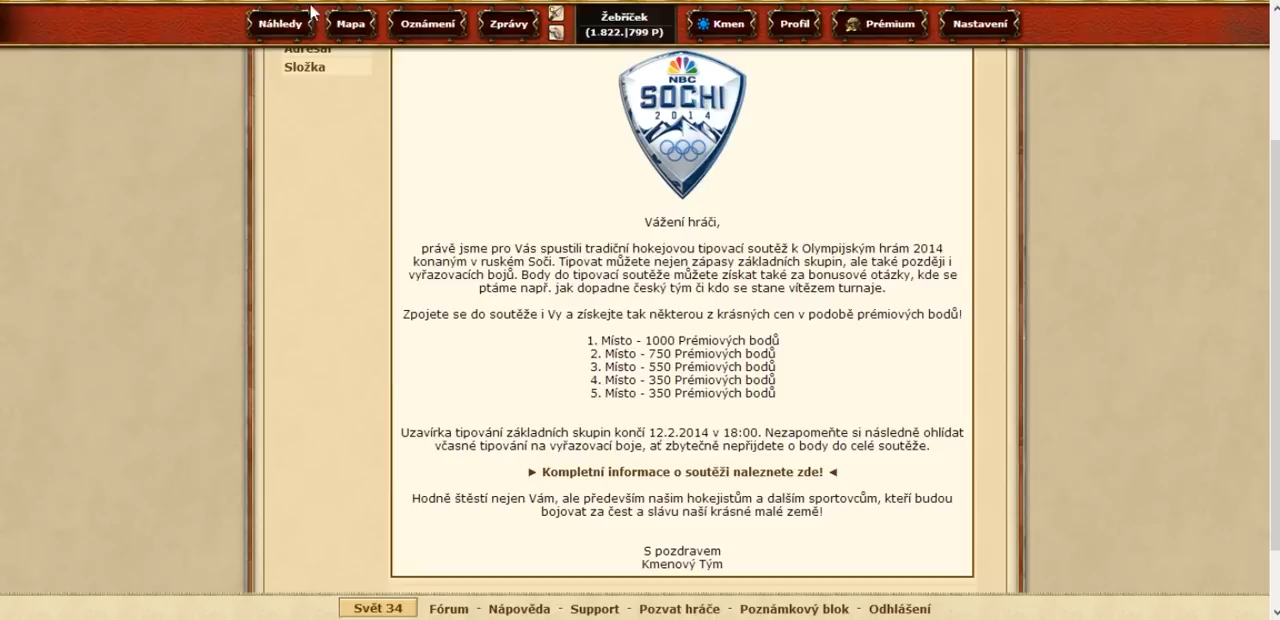 Náhledy
Mapa
Oznámení
Zprávy
Žebříček
(1.822.|799 P)
Kmen
Profil
Prémium
Nastavení
Adresář
Složka
NBC
SOCHI
2014
Vážení hráči,
právě jsme pro Vás spustili tradiční hokejovou tipovací soutěž k Olympijským hrám 2014
konaným v ruském Soči. Tipovat můžete nejen zápasy základních skupin, ale také později i
vyřazovacích bojů. Body do tipovací soutěže můžete získat také za bonusové otázky, kde se
ptáme např. jak dopadne český tým či kdo se stane vítězem turnaje.
Zpojete se do soutěže i Vy a získejte tak některou z krásných cen v podobě prémiových bodů!
1. Místo - 1000 Prémiových bodů
2. Místo - 750 Prémiových bodů
3. Místo - 550 Prémiových bodů
4. Místo - 350 Prémiových bodů
5. Místo - 350 Prémiových bodů
Uzavírka tipování základních skupin končí 12.2.2014 v 18:00. Nezapomeňte si následně ohlídat
včasné tipování na vyřazovací boje, ať zbytečně nepřijdete o body do celé soutěže.
► Kompletní informace o soutěži naleznete zde! ◄
Hodně štěstí nejen Vám, ale především našim hokejistům a dalším sportovcům, kteří budou
bojovat za čest a slávu naší krásné malé země!
S pozdravem
Kmenový Tým
Svět 34 Fórum - Nápověda - Support - Pozvat hráče - Poznámkový blok - Odhlášení